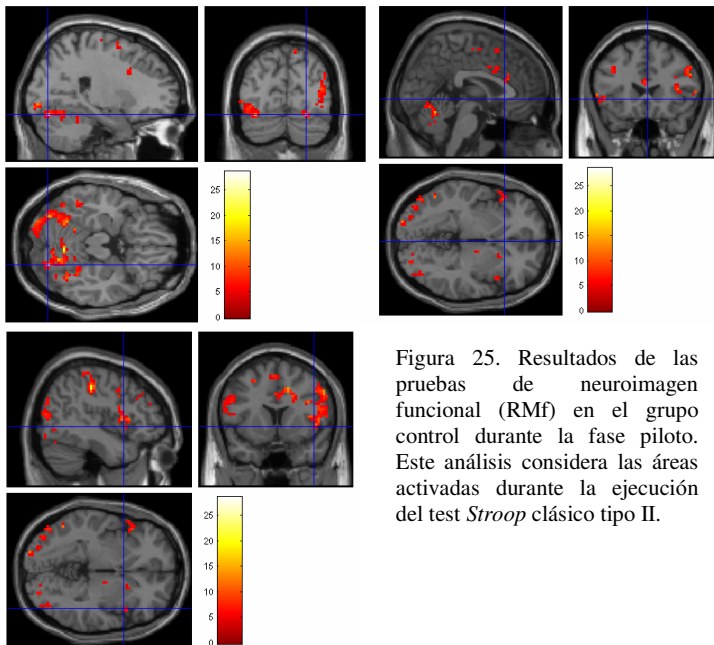 25
20
15
10
5
0
25
20
15
10
5
0
Figura 25. Resultados de las
pruebas de neuroimagen
funcional (RMf) en el grupo
control durante la fase piloto.
Este análisis considera las áreas
activadas durante la ejecución
del test Stroop clásico tipo II.
25
20
15
10
5
0